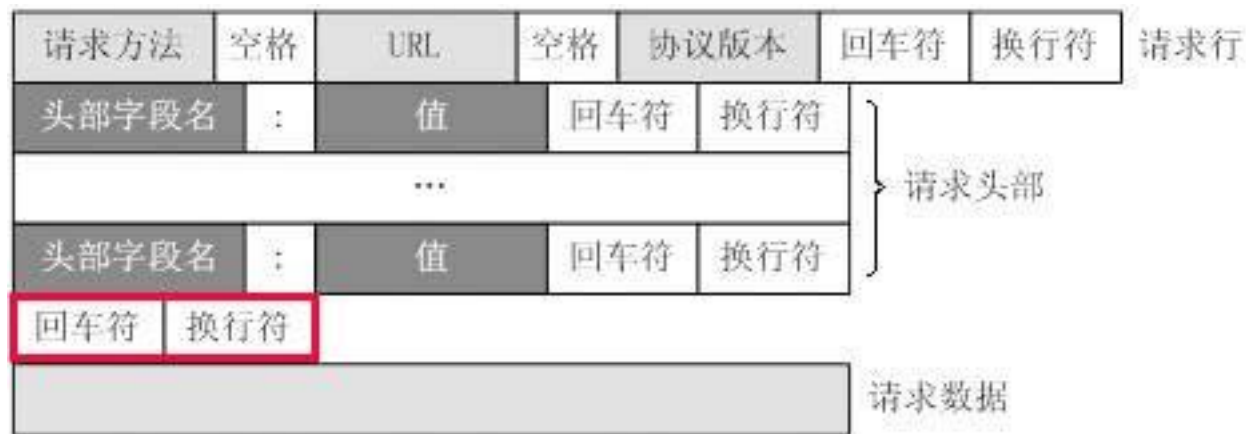 请求方法 空格 URL 空格 协议版本 回车符 换行符 请求行
头部字段名 : 值 回车符 换行符
... 请求头部
头部字段名 : 值 回车符 换行符
回车符 换行符
请求数据